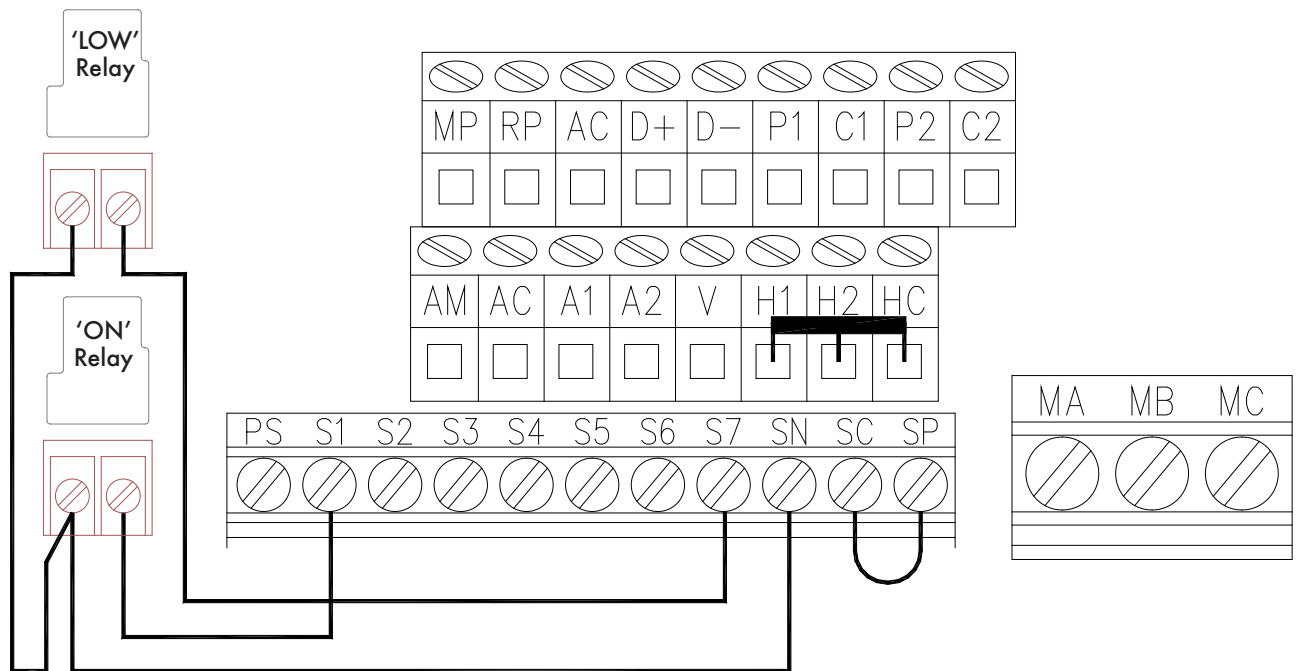 ‘LOW’
Relay
MP RP AC D+ D− P1 C1 P2 C2
AM AC A1 A2 V H1 H2 HC
‘ON’
Relay
PS S1 S2 S3 S4 S5 S6 S7 SN SC SP
MA MB MC